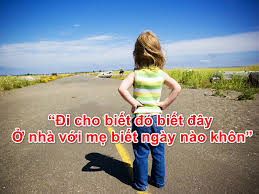 “Đi cho biết đó biết đây
Ở nhà với mẹ biết ngày nào khôn”